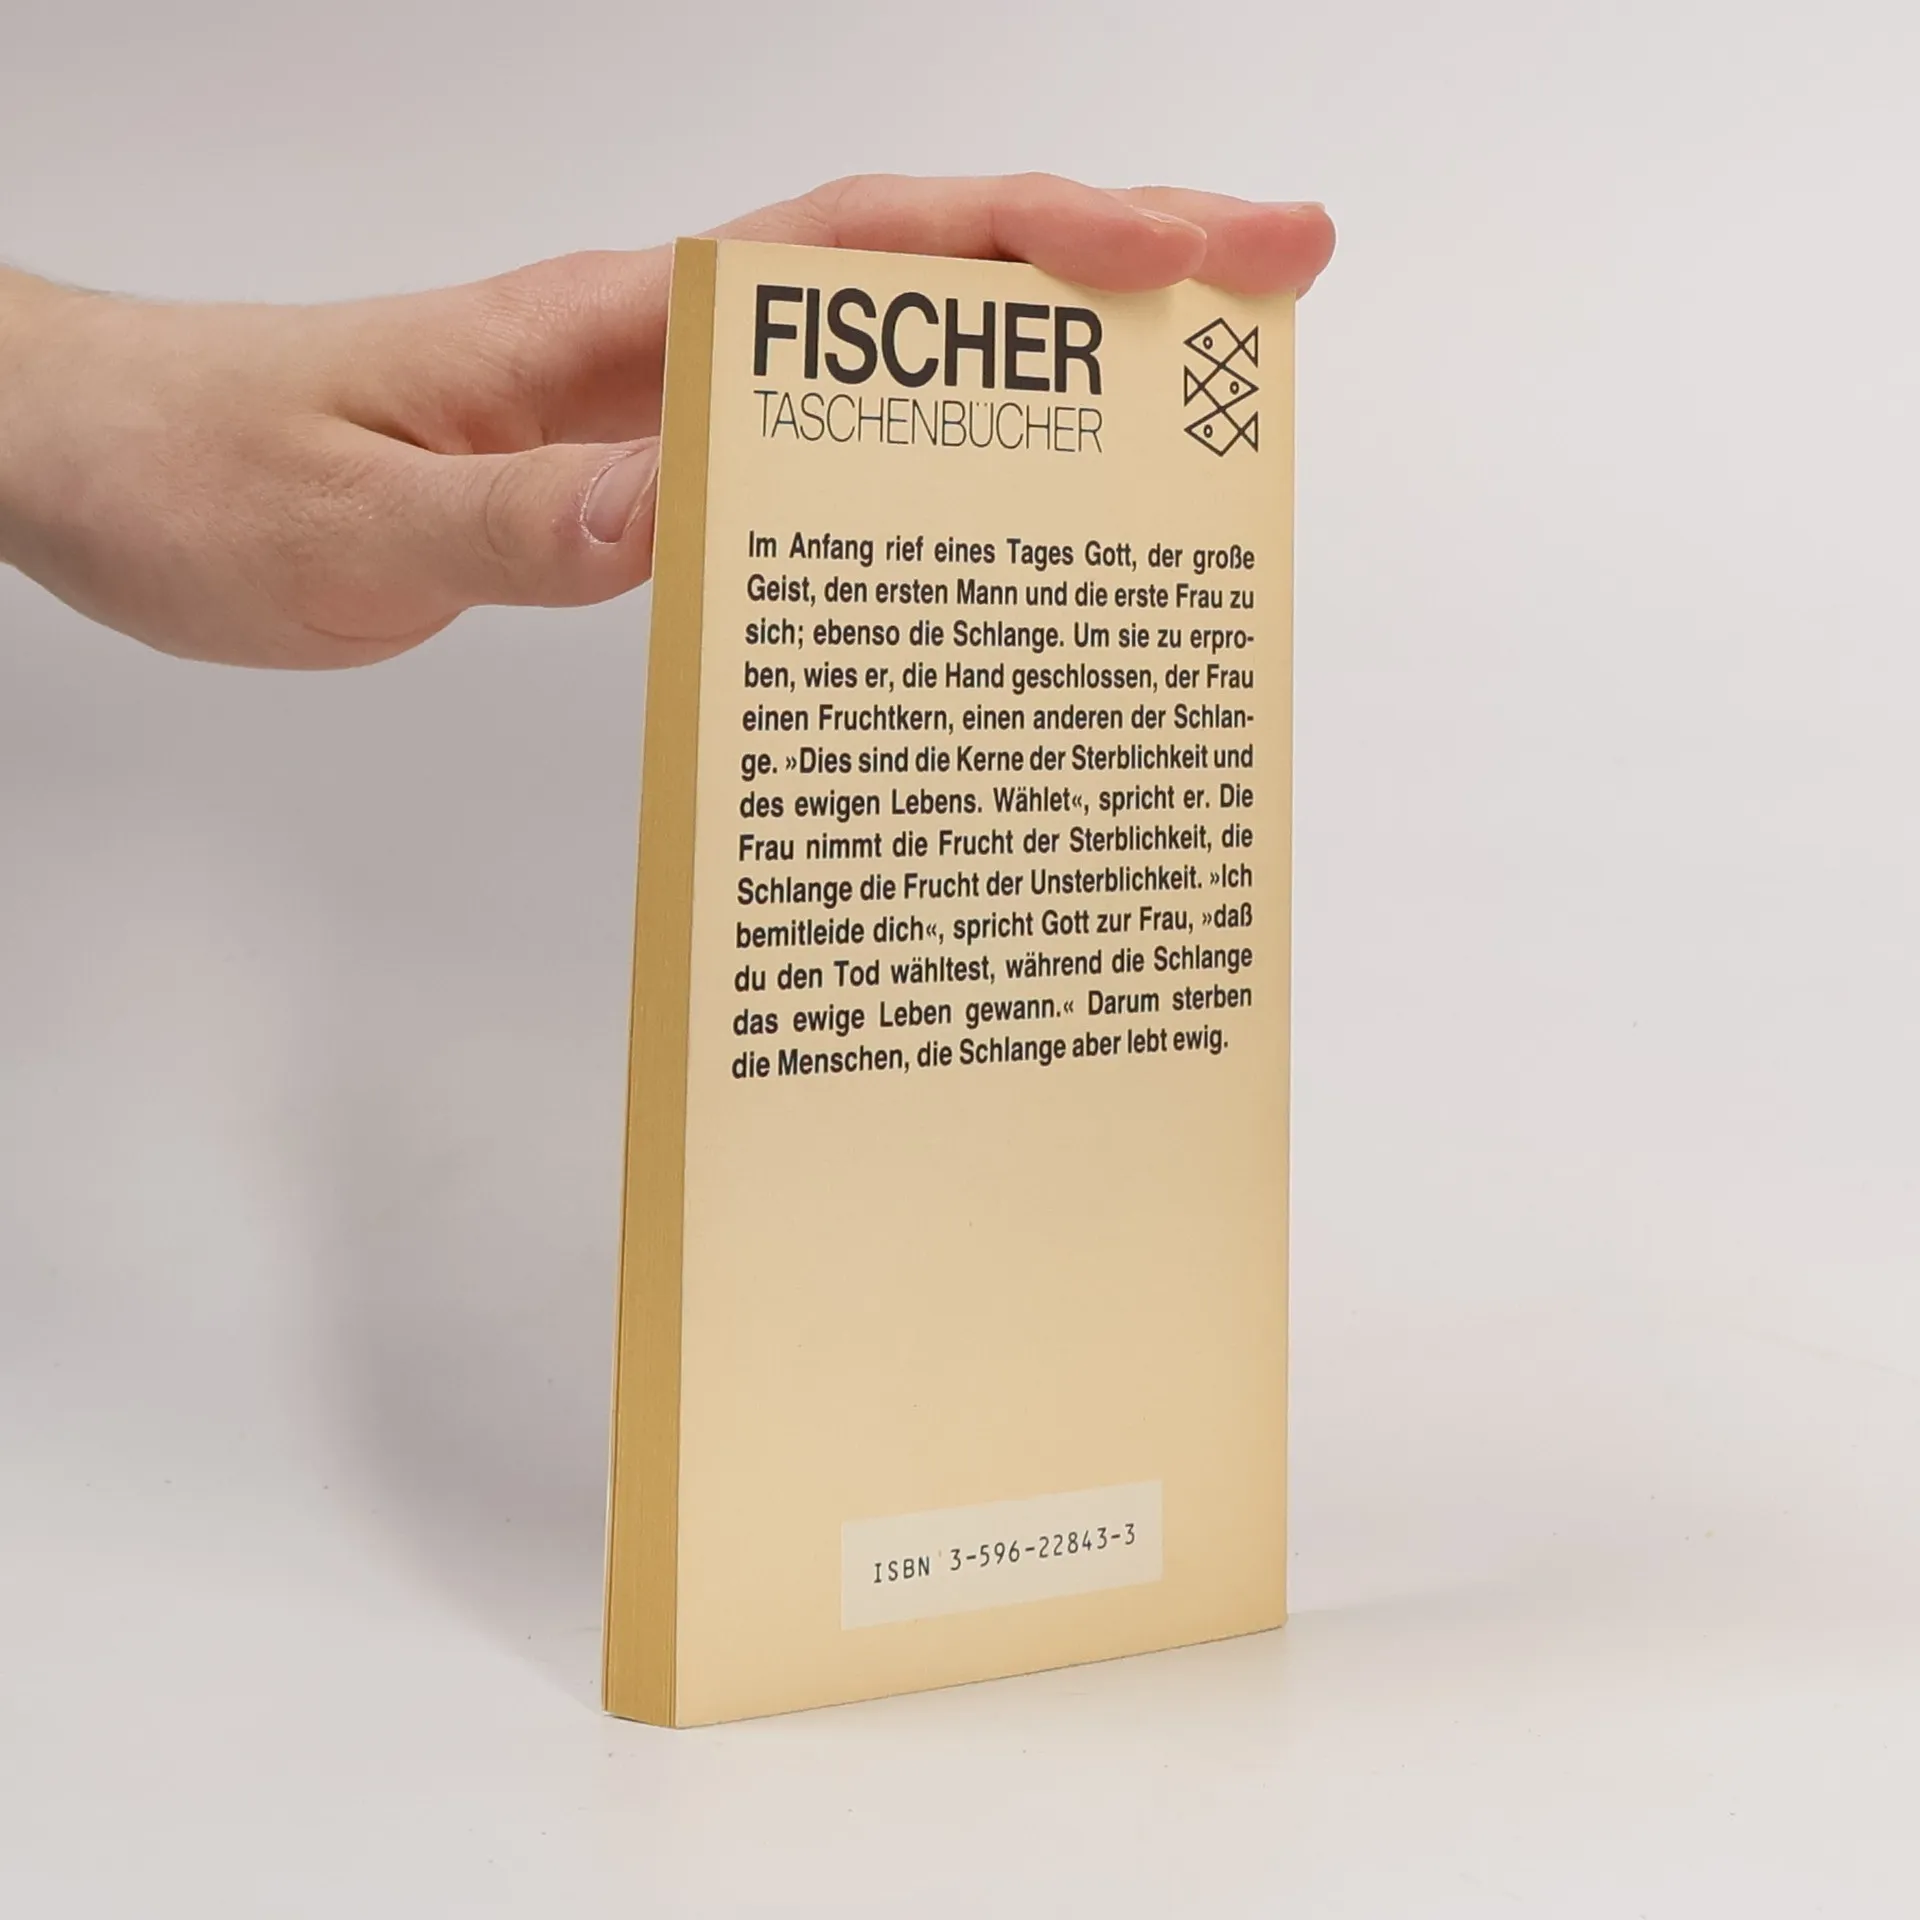 FISCHER
TASCHENBÜCHER
Im Anfang rief eines Tages Gott, der große
Geist, den ersten Mann und die erste Frau zu
sich; ebenso die Schlange. Um sie zu erpro-
ben, wies er, die Hand geschlossen, der Frau
einen Fruchtkern, einen anderen der Schlan-
ge. »Dies sind die Kerne der Sterblichkeit und
des ewigen Lebens. Wählet«, spricht er. Die
Frau nimmt die Frucht der Sterblichkeit, die
Schlange die Frucht der Unsterblichkeit. »Ich
bemitleide dich«, spricht Gott zur Frau, »daß
du den Tod wähltest, während die Schlange
das ewige Leben gewann.« Darum sterben
die Menschen, die Schlange aber lebt ewig.
ISBN 3-596-22843-3